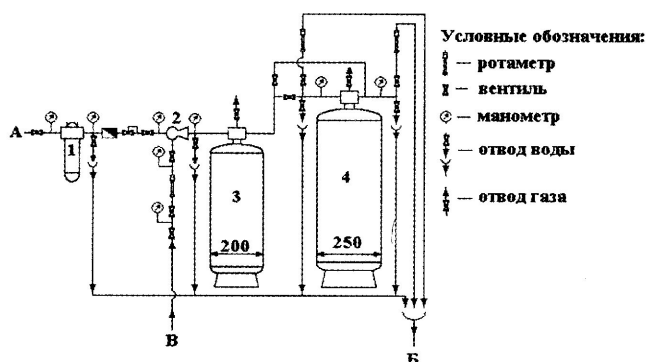 Условные обозначения:
— ротаметр
— вентиль
— манометр
— отвод воды
— отвод газа
А
1
2
3
4
200
250
В
Б